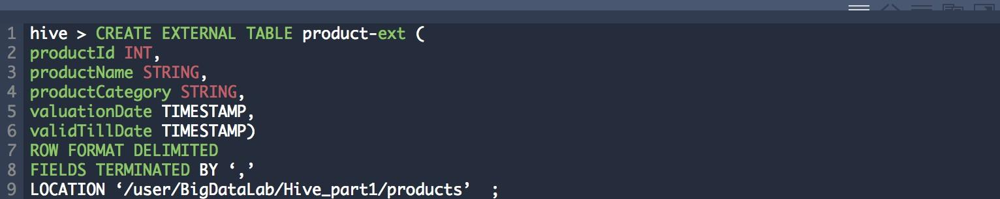 1 hive > CREATE EXTERNAL TABLE product-ext (
2 productId INT,
3 productName STRING,
4 productCategory STRING,
5 valuationDate TIMESTAMP,
6 validTillDate TIMESTAMP)
7 ROW FORMAT DELIMITED
8 FIELDS TERMINATED BY ‘,’
9 LOCATION ‘/user/BigDataLab/Hive_part1/products’  ;